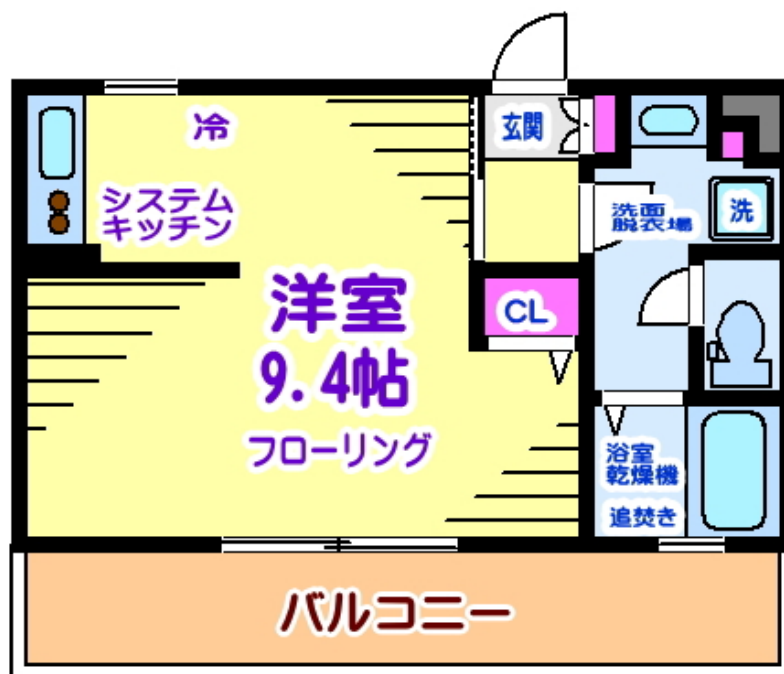 冷
玄関
システム
キッチン
洗面
脱衣場
洗
洋室
9.4帖
フローリング
CL
浴室
乾燥機
追焚き
バルコニー